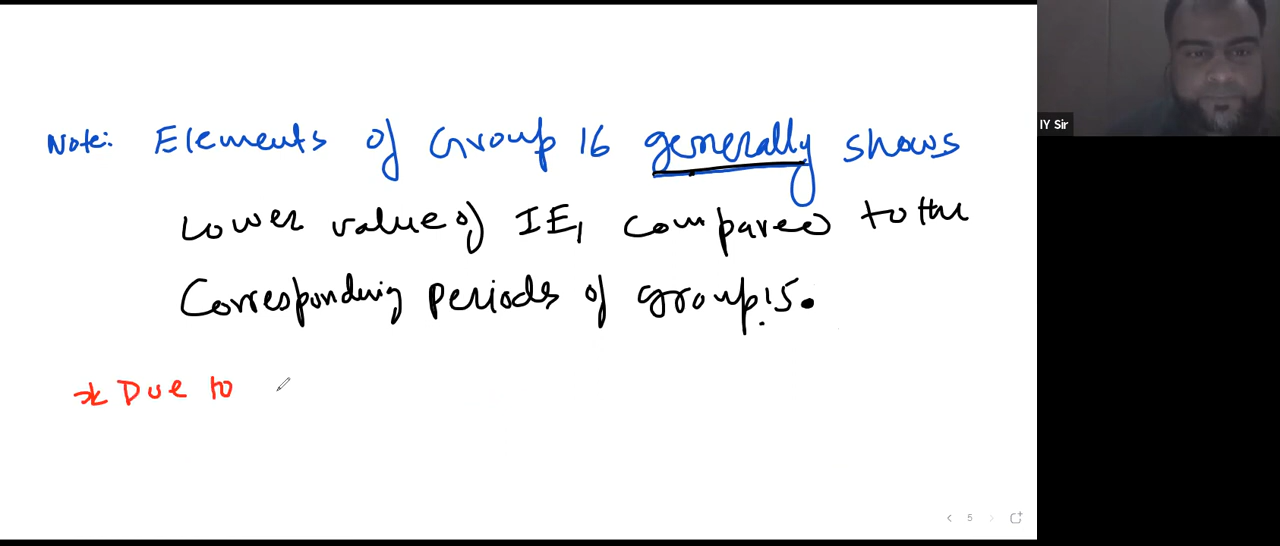 Note: Elements of Group 16 generally shows
Lower value of IE1 compared to the
Corresponding periods of group 15.
* Due to
IY Sir
5